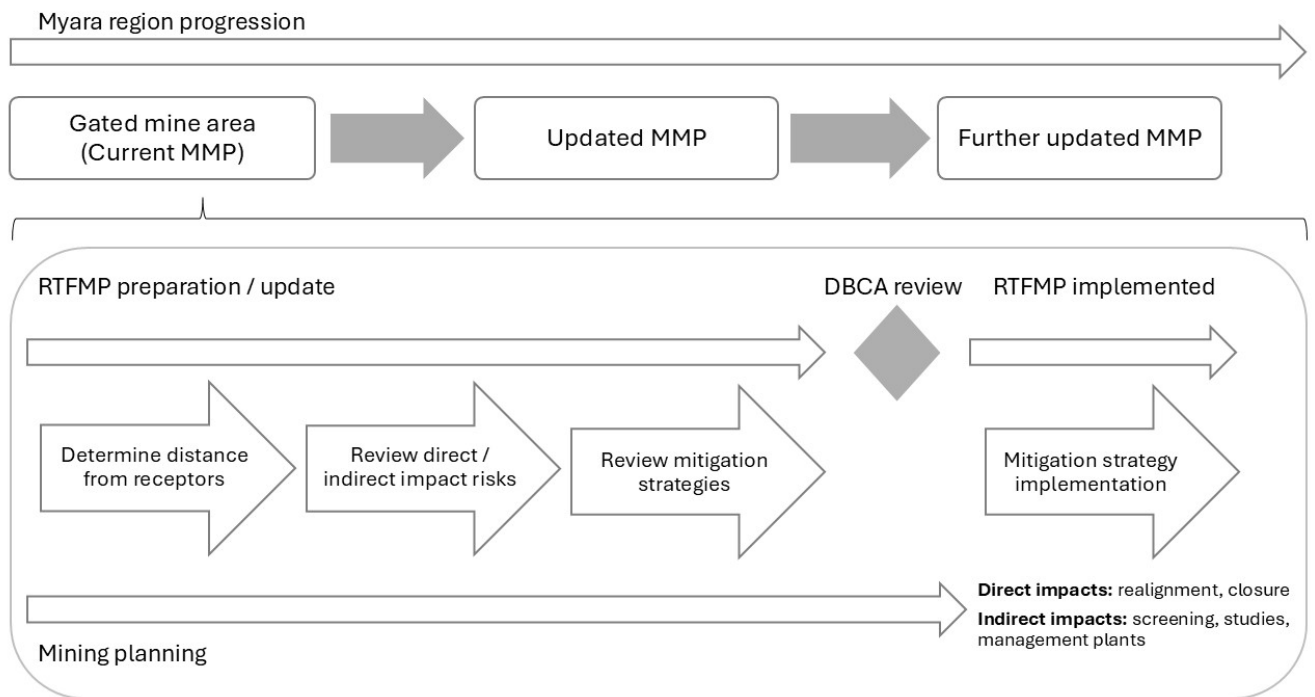 Myara region progression
Gated mine area
(Current MMP)
Updated MMP
Further updated MMP
RTFMP preparation / update
DBCA review
RTFMP implemented
Determine distance
from receptors
Review direct /
indirect impact risks
Review mitigation
strategies
Mitigation strategy
implementation
Direct impacts: realignment, closure
Indirect impacts: screening, studies,
management plants
Mining planning